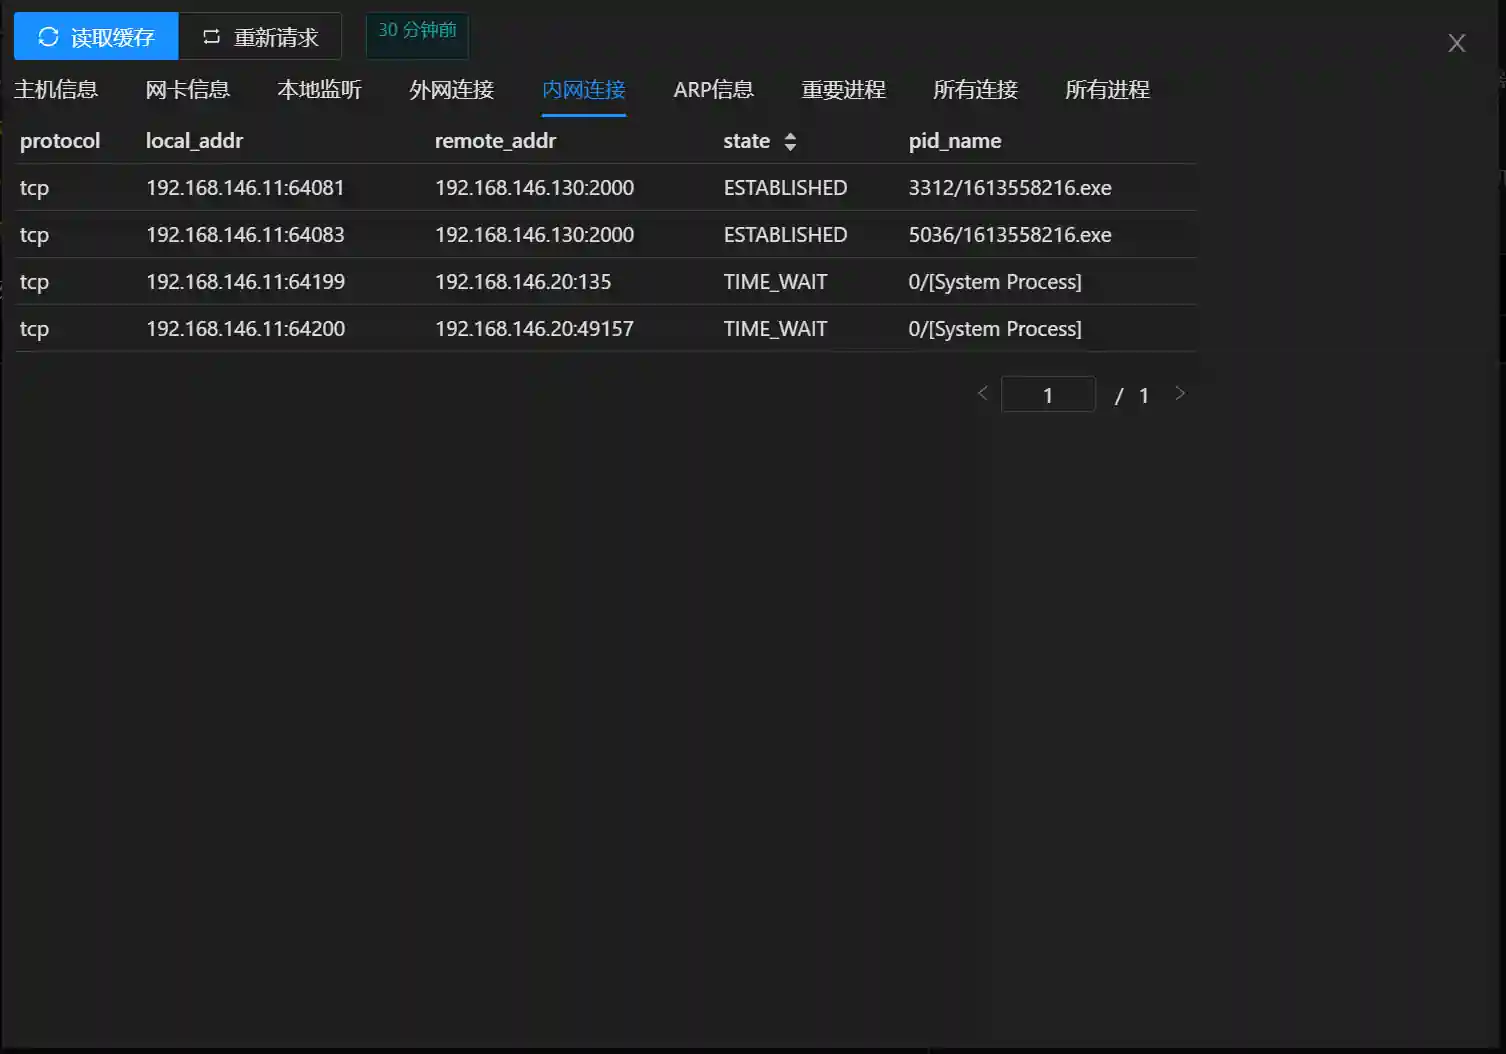 读取缓存 重新请求 30 分钟前 X
主机信息 网卡信息 本地监听 外网连接 内网连接 ARP信息 重要进程 所有连接 所有进程
protocol local_addr remote_addr state pid_name
tcp 192.168.146.11:64081 192.168.146.130:2000 ESTABLISHED 3312/1613558216.exe
tcp 192.168.146.11:64083 192.168.146.130:2000 ESTABLISHED 5036/1613558216.exe
tcp 192.168.146.11:64199 192.168.146.20:135 TIME_WAIT 0/[System Process]
tcp 192.168.146.11:64200 192.168.146.20:49157 TIME_WAIT 0/[System Process]
< 1 / 1 >